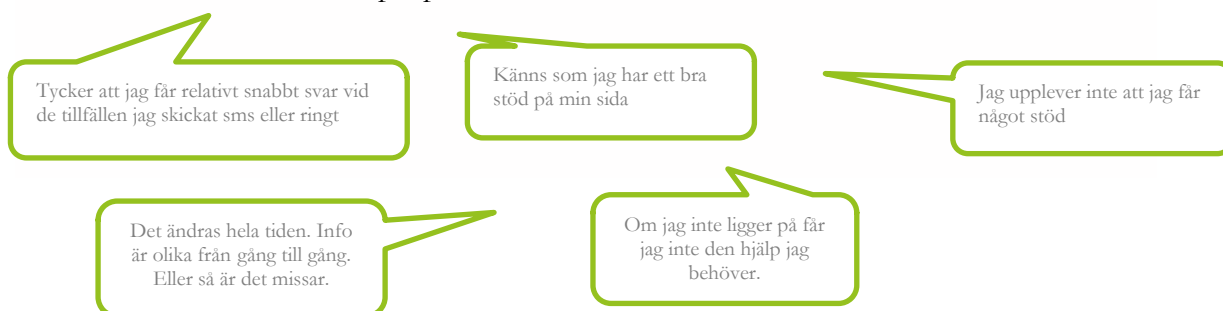 Tycker att jag får relativt snabbt svar vid
de tillfällen jag skickat sms eller ringt
Känns som jag har ett bra
stöd på min sida
Jag upplever inte att jag får
något stöd
Det ändras hela tiden. Info
är olika från gång till gång.
Eller så är det missar.
Om jag inte ligger på får
jag inte den hjälp jag
behöver.